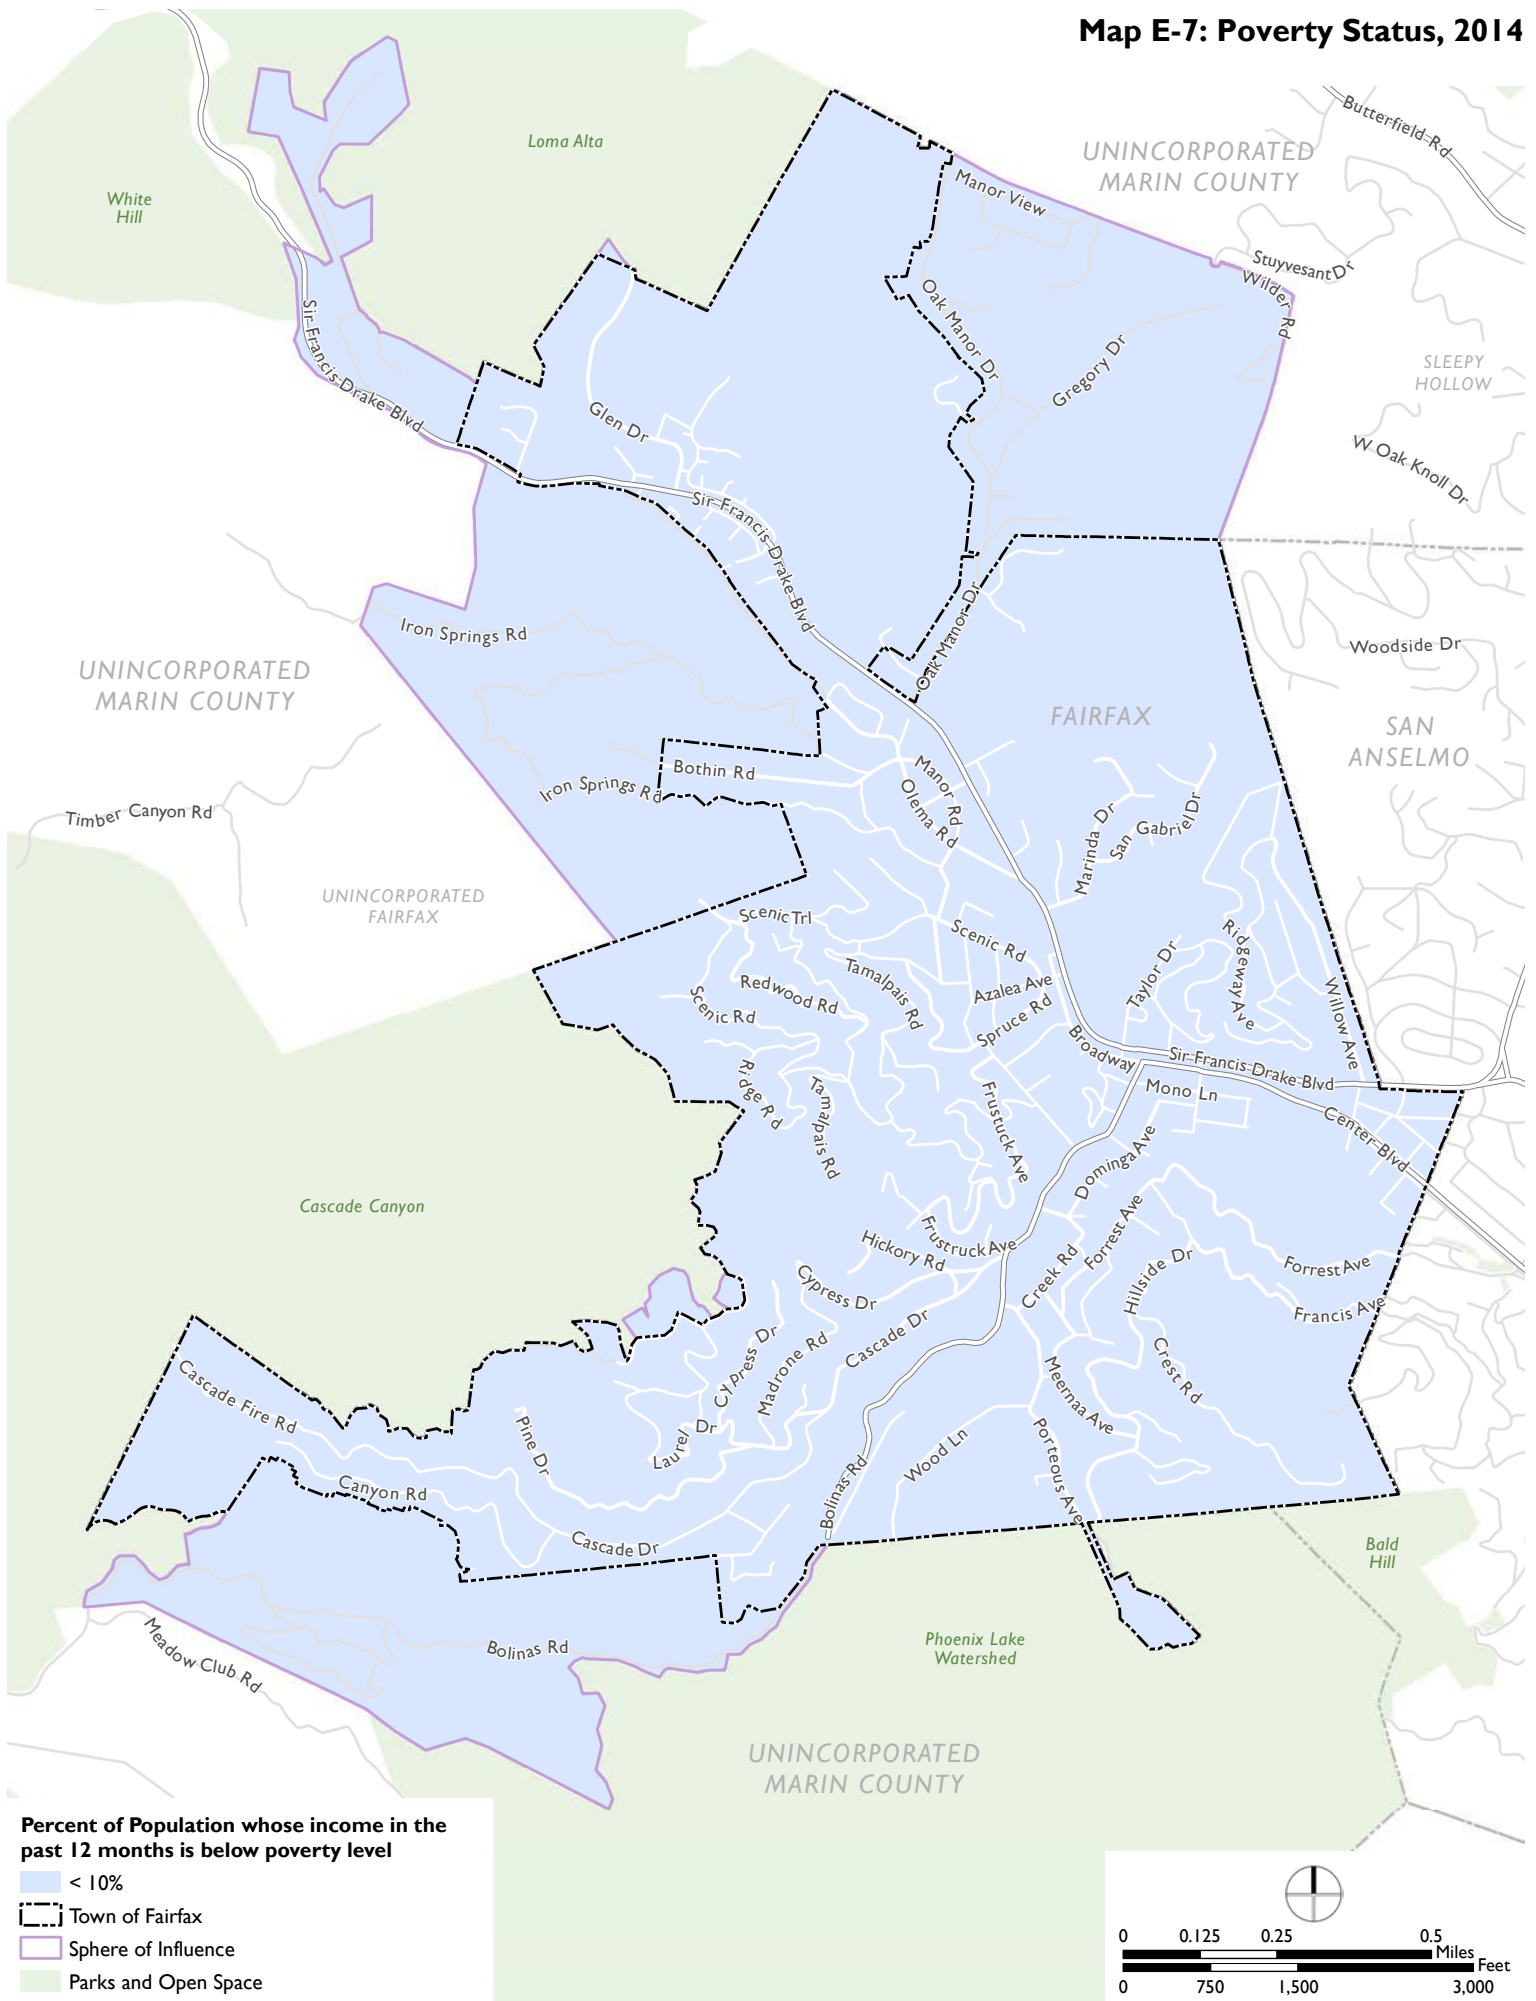 Map E-7: Poverty Status, 2014
Butterfield Rd
UNINCORPORATED
MARIN COUNTY
Loma Alta
White
Hill
Manor View
Stuyvesant Dr
Wilder Rd
Oak Manor Dr
Sir Francis Drake Blvd
Gregory Dr
SLEEPY
HOLLOW
Glen Dr
W Oak Knoll Dr
Sir Francis Drake Blvd
Oak Manor Dr
Iron Springs Rd
Woodside Dr
UNINCORPORATED
MARIN COUNTY
FAIRFAX
SAN
ANSELMO
Bothin Rd
Iron Springs Rd
Manor Rd
Olema Rd
Timber Canyon Rd
Marinda Dr
San Gabriel Dr
UNINCORPORATED
FAIRFAX
Scenic Trl
Scenic Rd
Ridgeway Ave
Taylor Dr
Tamalpais Rd
Redwood Rd
Azalea Ave
Scenic Rd
Spruce Rd
Willow Ave
Broadway
Sir Francis Drake Blvd
Ridge Rd
Tamalpais Rd
Frustuck Ave
Mono Ln
Center Blvd
Dominga Ave
Cascade Canyon
Forrest Ave
Frustruck Ave
Hickory Rd
Creek Rd
Hillside Dr
Forrest Ave
Cypress Dr
Francis Ave
Cascade Dr
Cypress Dr
Madrone Rd
Crest Rd
Cascade Fire Rd
Meernaa Ave
Laurel Dr
Pine Dr
Porteous Ave
Wood Ln
Canyon Rd
Bolinas Rd
Cascade Dr
Bald
Hill
Bolinas Rd
Phoenix Lake
Watershed
Meadow Club Rd
UNINCORPORATED
MARIN COUNTY
Percent of Population whose income in the
past 12 months is below poverty level
< 10%
Town of Fairfax
Sphere of Influence
Parks and Open Space
0 0.125 0.25 0.5
Miles
Feet
0 750 1,500 3,000